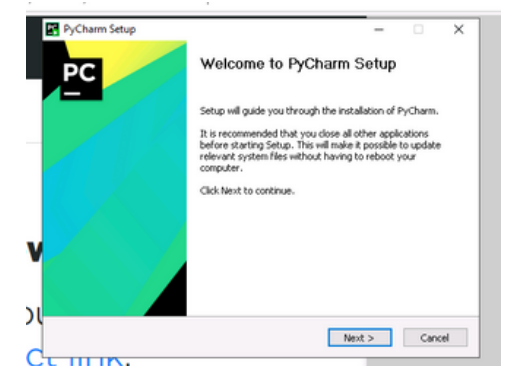 PyCharm Setup
PC
Welcome to PyCharm Setup
Setup will guide you through the installation of PyCharm.
It is recommended that you close all other applications
before starting Setup. This will make it possible to update
relevant system files without having to reboot your
computer.
Click Next to continue.
Next >
Cancel